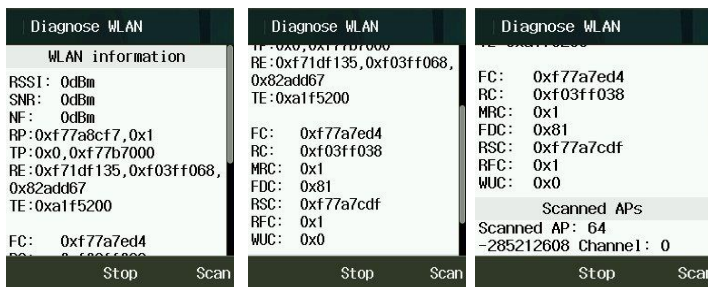 Diagnose WLAN
WLAN information
RSSI: 0dBm
SNR: 0dBm
NF: 0dBm
RP:0xf77a8cf7,0x1
TP:0x0,0xf77b7000
RE:0xf71df135,0xf03ff068,
0x82add67
TE:0xa1f5200
FC: 0xf77a7ed4
Stop Scan
Diagnose WLAN
TP:0x0,0xf77b7000
RE:0xf71df135,0xf03ff068,
0x82add67
TE:0xa1f5200
FC: 0xf77a7ed4
RC: 0xf03ff038
MRC: 0x1
FDC: 0x81
RSC: 0xf77a7cdf
RFC: 0x1
WUC: 0x0
Stop Scan
Diagnose WLAN
FC: 0xf77a7ed4
RC: 0xf03ff038
MRC: 0x1
FDC: 0x81
RSC: 0xf77a7cdf
RFC: 0x1
WUC: 0x0
Scanned APs
Scanned AP: 64
-285212608 Channel: 0
Stop Scan